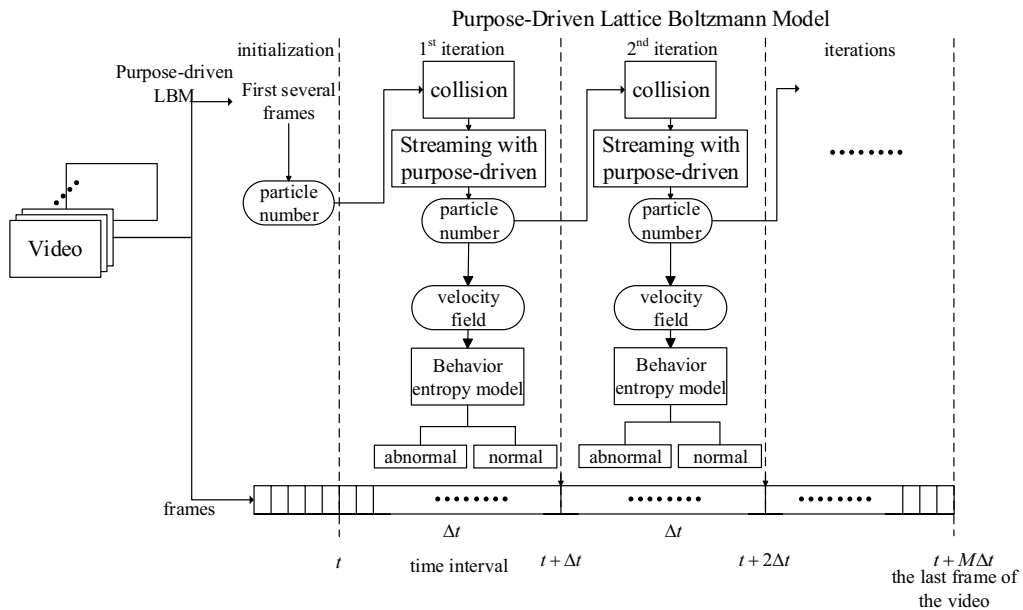 Purpose-Driven Lattice Boltzmann Model
initialization
1st iteration
2nd iteration
iterations
Purpose-driven
LBM
First several
frames
collision
collision
Streaming with
purpose-driven
Streaming with
purpose-driven
particle
number
particle
number
particle
number
Video
velocity
field
velocity
field
Behavior
entropy model
Behavior
entropy model
abnormal
normal
abnormal
normal
frames
Δt
Δt
t
time interval
t + Δt
t + 2Δt
t + MΔt
the last frame of
the video